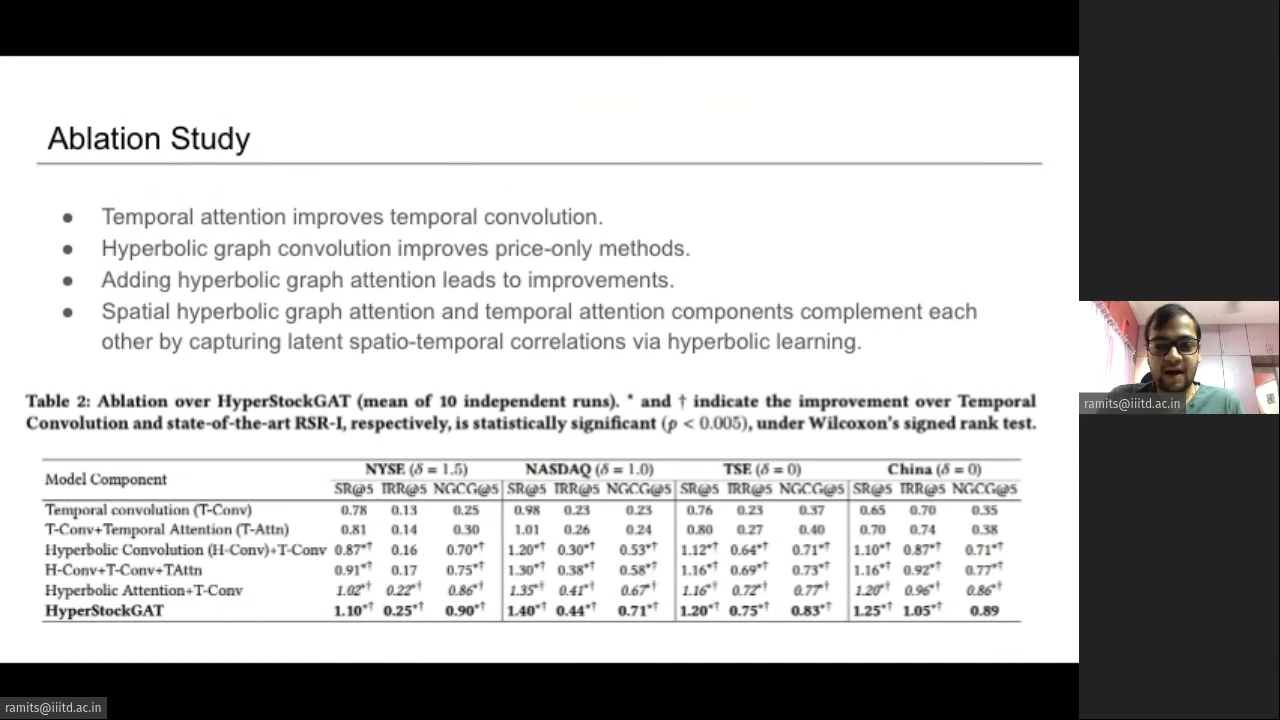 Ablation Study
● Temporal attention improves temporal convolution.
● Hyperbolic graph convolution improves price-only methods.
● Adding hyperbolic graph attention leads to improvements.
● Spatial hyperbolic graph attention and temporal attention components complement each
other by capturing latent spatio-temporal correlations via hyperbolic learning.
Table 2: Ablation over HyperStockGAT (mean of 10 independent runs). * and † indicate the improvement over Temporal
Convolution and state-of-the-art RSR-I, respectively, is statistically significant (p < 0.005), under Wilcoxon's signed rank test.
Model Component NYSE (δ = 1.5) NASDAQ (δ = 1.0) TSE (δ = 0) China (δ = 0)
SR@5 IRR@5 NGCG@5 SR@5 IRR@5 NGCG@5 SR@5 IRR@5 NGCG@5 SR@5 IRR@5 NGCG@5
Temporal convolution (T-Conv) 0.78 0.13 0.25 0.98 0.23 0.23 0.76 0.23 0.37 0.65 0.70 0.35
T-Conv+Temporal Attention (T-Attn) 0.81 0.14 0.30 1.01 0.26 0.24 0.80 0.27 0.40 0.70 0.74 0.38
Hyperbolic Convolution (H-Conv)+T-Conv 0.87*† 0.16 0.70*† 1.20*† 0.30*† 0.53*† 1.12*† 0.64*† 0.71*† 1.10*† 0.87*† 0.71*†
H-Conv+T-Conv+TAttn 0.91*† 0.17 0.75*† 1.30*† 0.38*† 0.58*† 1.16*† 0.69*† 0.73*† 1.16*† 0.92*† 0.77*†
Hyperbolic Attention+T-Conv 1.02*† 0.22*† 0.86*† 1.35*† 0.41*† 0.67*† 1.16*† 0.72*† 0.77*† 1.20*† 0.96*† 0.86*†
HyperStockGAT 1.10*† 0.25*† 0.90*† 1.40*† 0.44*† 0.71*† 1.20*† 0.75*† 0.83*† 1.25*† 1.05*† 0.89
ramits@iiitd.ac.in
ramits@iiitd.ac.in